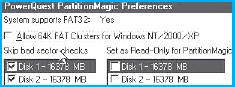 PowerQuest PartitionMagic Preferences
System supports FAT32: Yes
Allow 64K FAT Clusters for Windows NT/2000/XP
Skip bad sector checks
Set as Read-Only for PartitionMagic
Disk 1 - 16378 MB
Disk 1 - 16378 MB
Disk 2 - 16378 MB
Disk 2 - 16378 MB